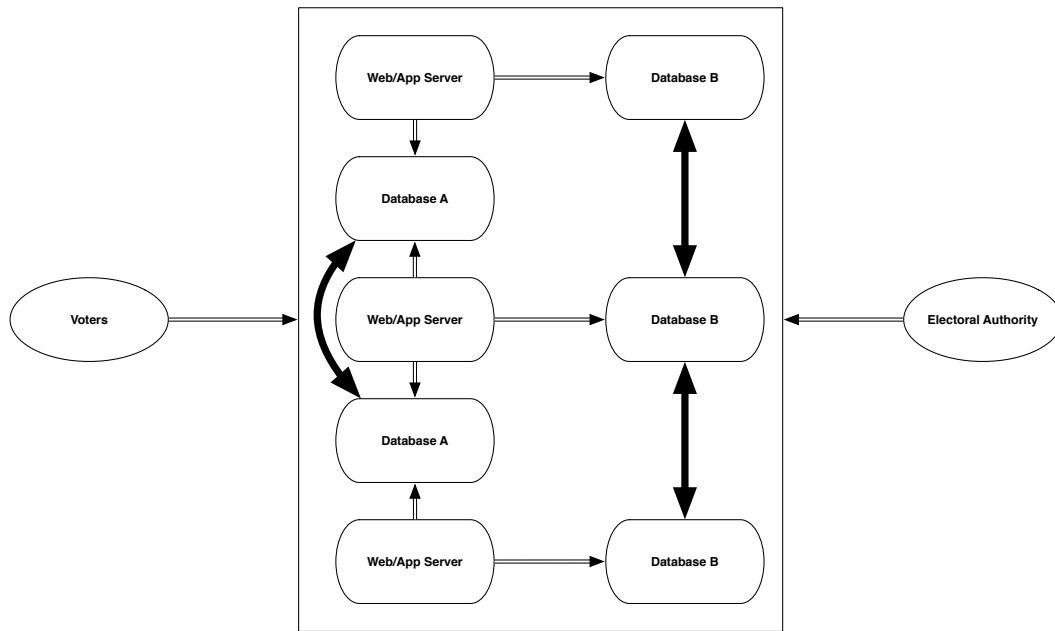 Web/App Server
Database B
Database A
Voters
Web/App Server
Database B
Electoral Authority
Database A
Web/App Server
Database B